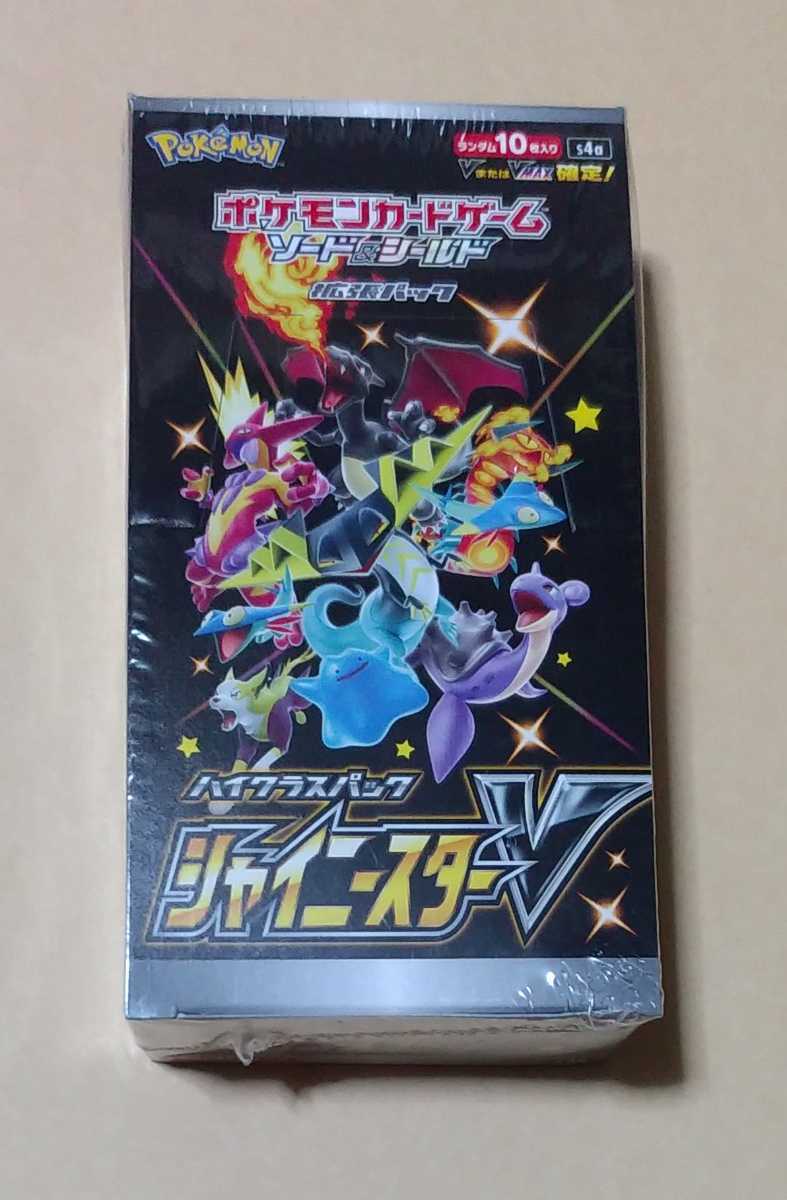 POKéMON™
ランダム10枚入り s4a
VまたはVMAX確定!
ポケモンカードゲーム
ソード&シールド
拡張パック
ハイクラスパック
シャイニースターV